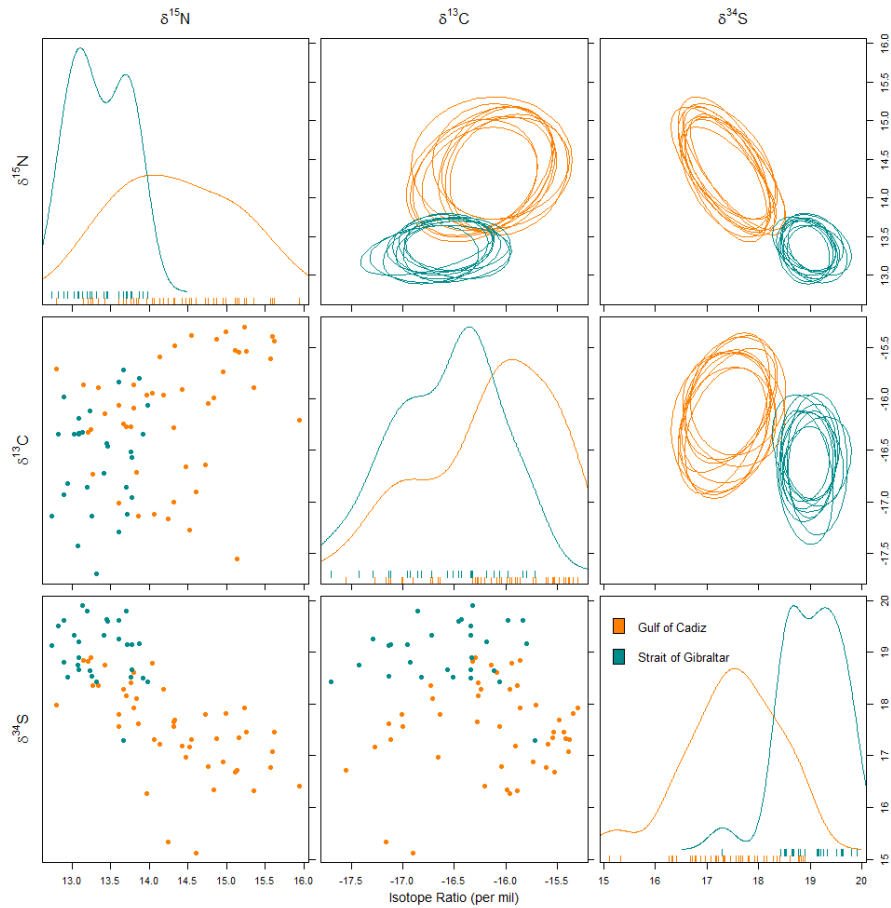 δ15N δ13C δ34S
δ15N
13.0 13.5 14.0 14.5 15.0 15.5 16.0
δ13C
-17.5 -17.0 -16.5 -16.0 -15.5
Gulf of Cadiz
Strait of Gibraltar
δ34S
15 16 17 18 19 20
13.0 13.5 14.0 14.5 15.0 15.5 16.0 -17.5 -17.0 -16.5 -16.0 -15.5 15 16 17 18 19 20
Isotope Ratio (per mil)